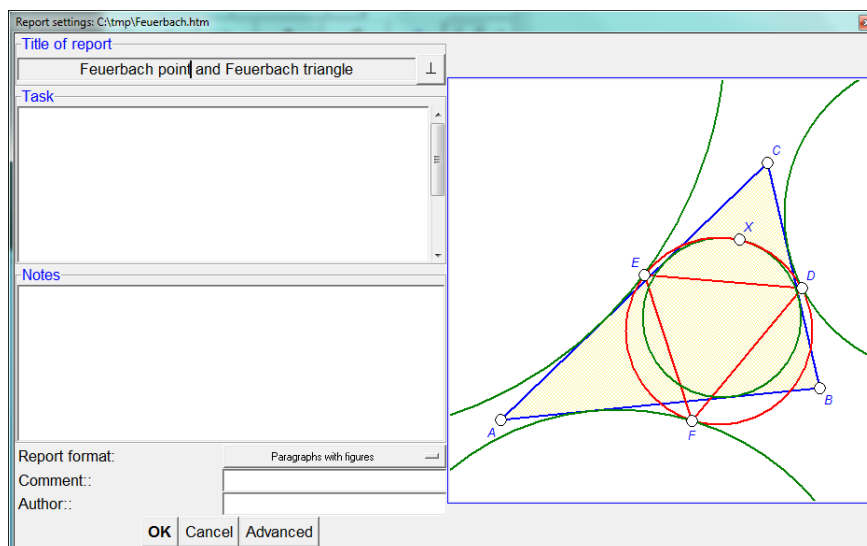 Report settings: C:\tmp\Feuerbach.htm
Title of report
Feuerbach point and Feuerbach triangle
⊥
Task
Notes
Report format:
Paragraphs with figures
Comment::
Author::
OK Cancel Advanced
C
X
E
D
B
A
F